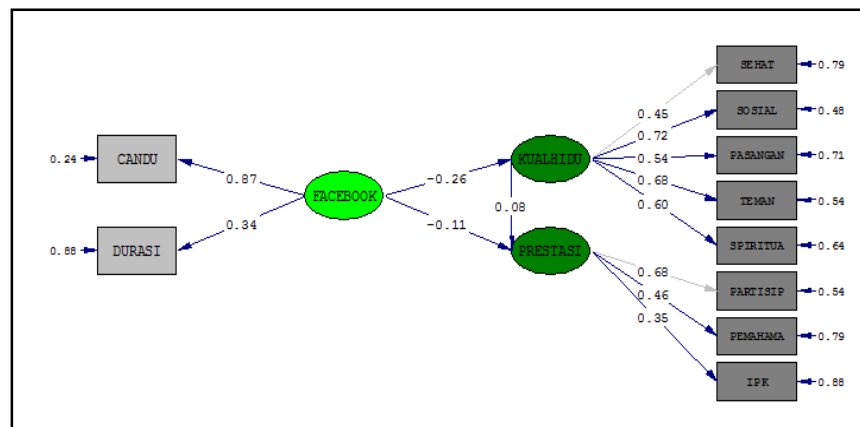 SEHAT
0.79
0.45
SOSIAL
0.48
0.72
0.24
CANDU
KUALHIDU
PASANGAN
0.71
0.54
0.87
-0.26
0.68
FACEBOOK
TEMAN
0.54
0.60
0.08
0.34
-0.11
0.88
DURASI
PRESTASI
SPIRITUA
0.64
0.68
PARTISIP
0.54
0.46
0.35
PEMAHAMA
0.79
IPK
0.88